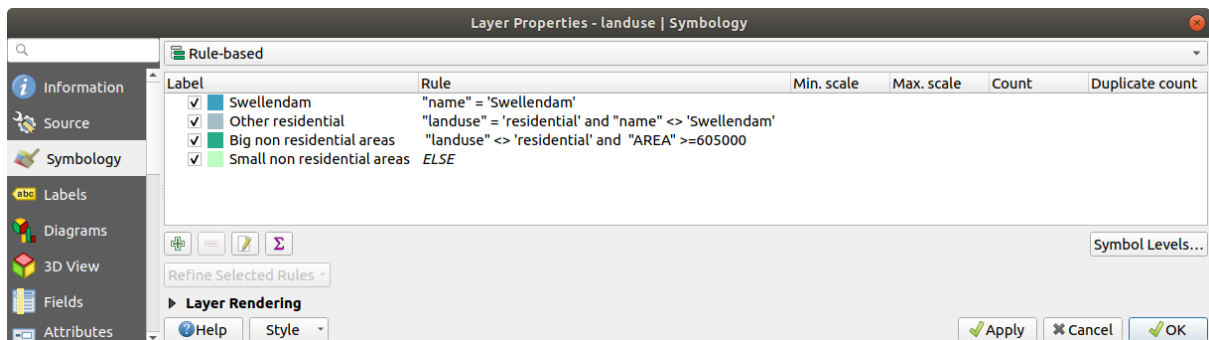 Layer Properties - landuse | Symbology
Rule-based
Information
Source
Symbology
Labels
Diagrams
3D View
Fields
Attributes
Label Rule Min. scale Max. scale Count Duplicate count
Swellendam "name" = 'Swellendam'
Other residential "landuse" = 'residential' and "name" <> 'Swellendam'
Big non residential areas "landuse" <> 'residential' and "AREA" >=605000
Small non residential areas ELSE
Symbol Levels...
Refine Selected Rules
Layer Rendering
Help Style Apply Cancel OK
abc